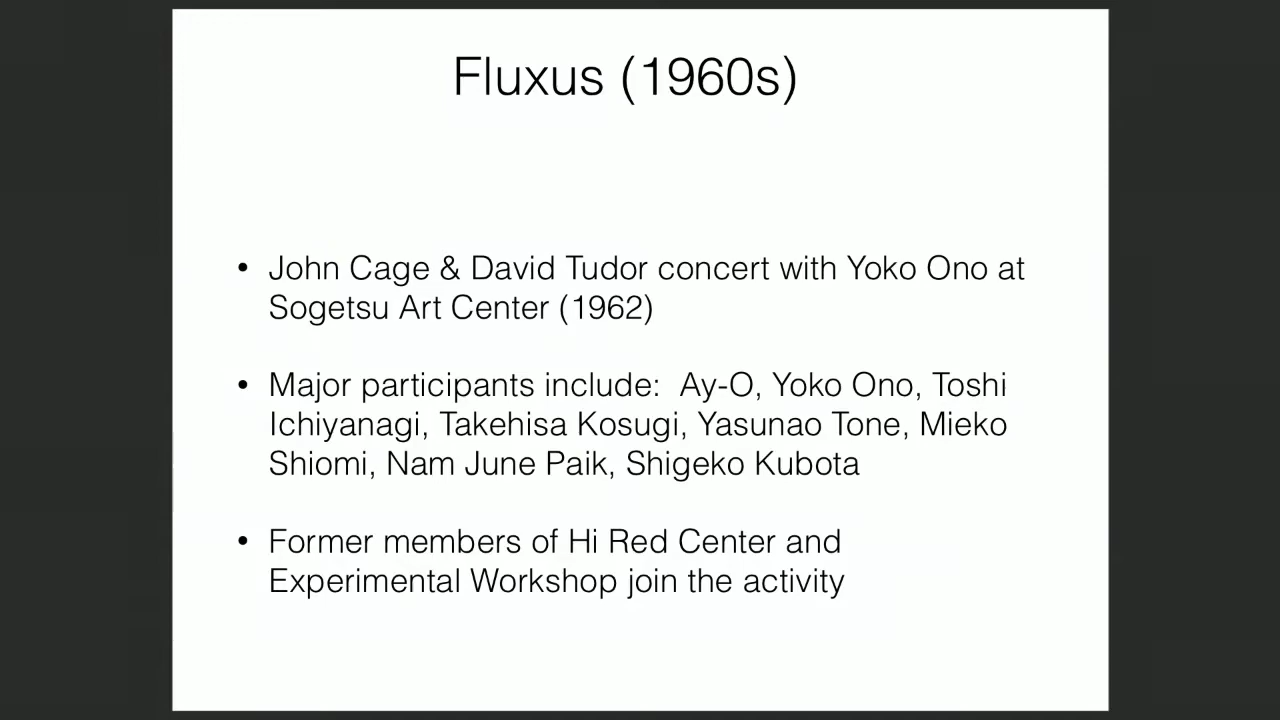 Fluxus (1960s)
• John Cage & David Tudor concert with Yoko Ono at
Sogetsu Art Center (1962)
• Major participants include:  Ay-O, Yoko Ono, Toshi
Ichiyanagi, Takehisa Kosugi, Yasunao Tone, Mieko
Shiomi, Nam June Paik, Shigeko Kubota
• Former members of Hi Red Center and
Experimental Workshop join the activity